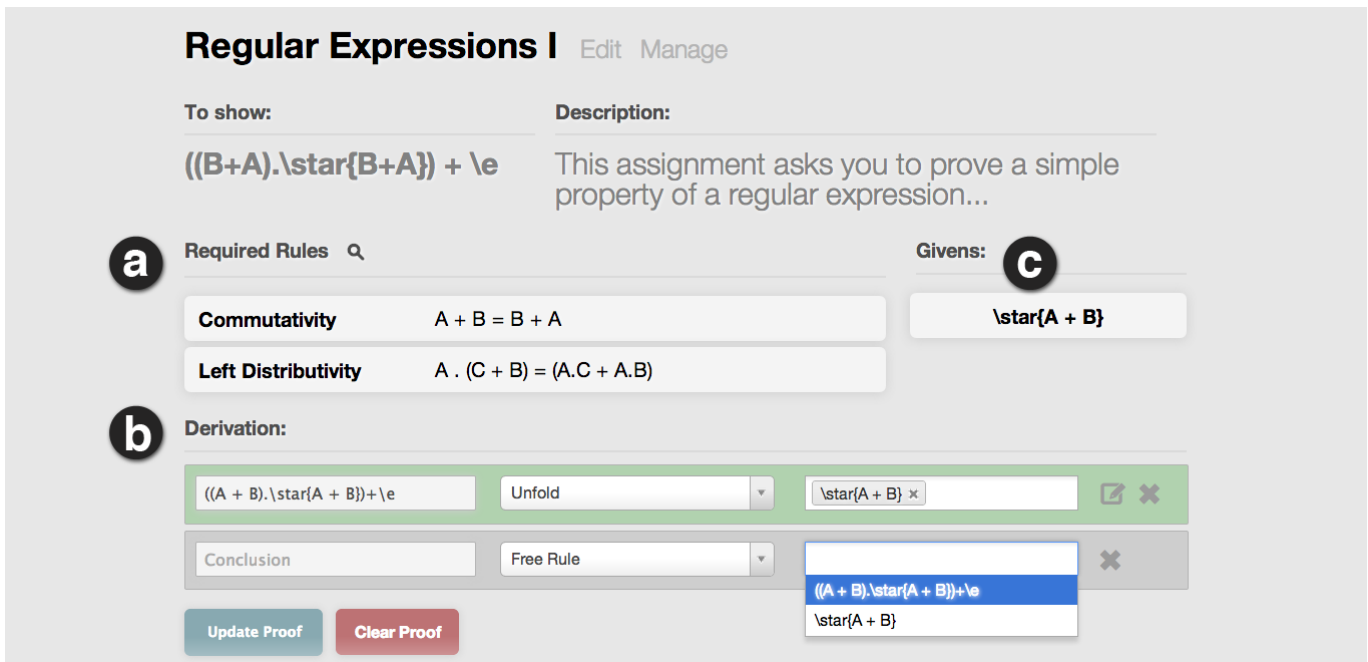 Regular Expressions I Edit Manage
To show: Description:
((B+A).\star{B+A}) + \e This assignment asks you to prove a simple
property of a regular expression...
a Required Rules Givens: c
Commutativity A + B = B + A \star{A + B}
Left Distributivity A . (C + B) = (A.C + A.B)
b Derivation:
((A + B).\star{A + B})+\e Unfold \star{A + B} ×
Conclusion Free Rule
((A + B).\star{A + B})+\e
\star{A + B}
Update Proof Clear Proof